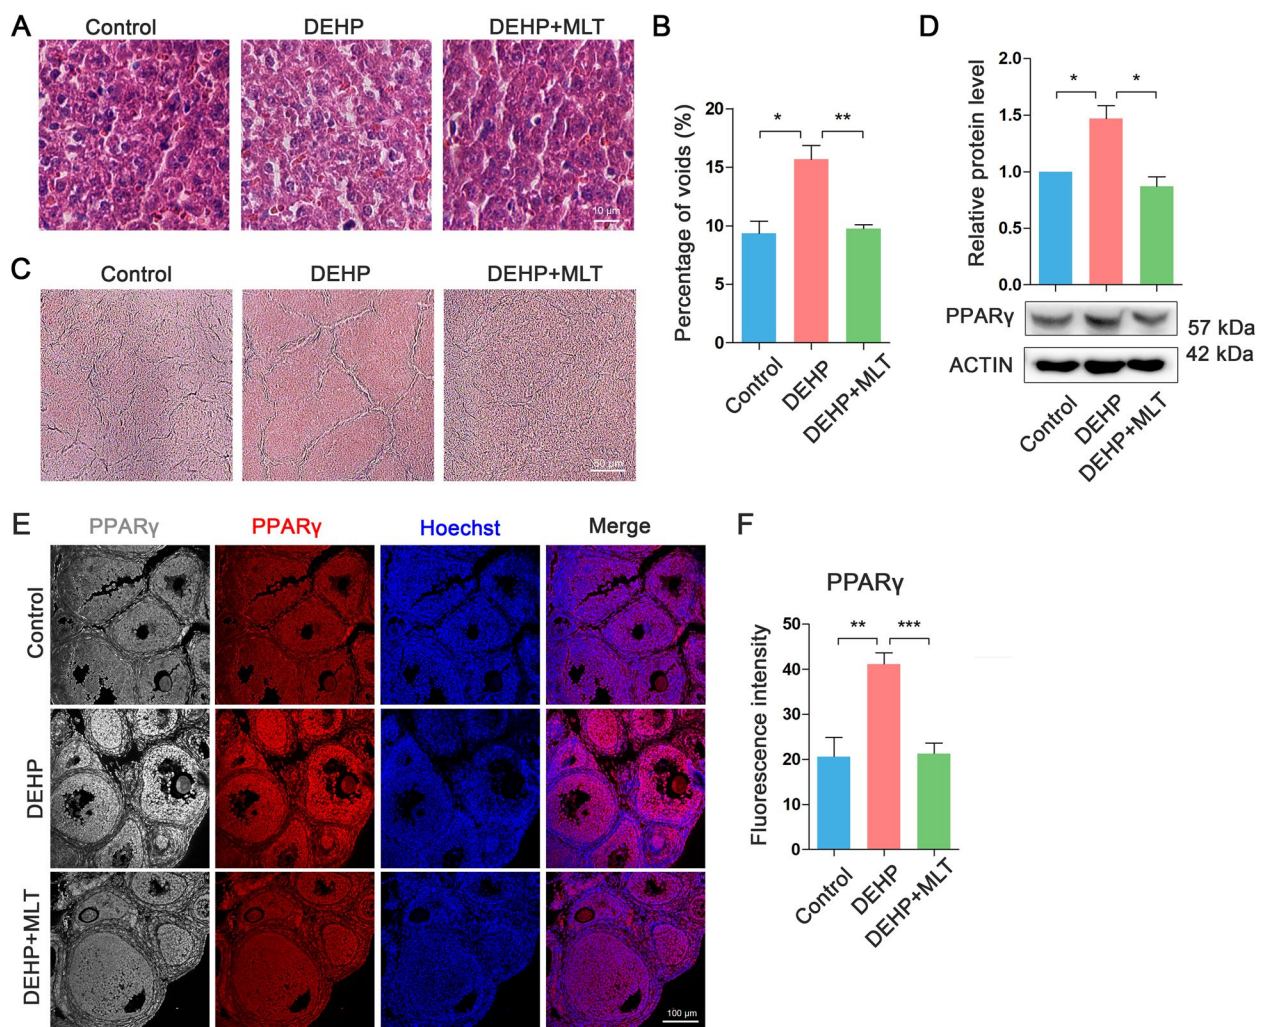 A
Control
DEHP
DEHP+MLT
10 µm
B
Percentage of voids (%)
20
15
10
5
0
*
**
Control
DEHP
DEHP+MLT
C
Control
DEHP
DEHP+MLT
50 µm
D
Relative protein level
2.0
1.5
1.0
0.5
0.0
*
*
PPARγ
57 kDa
ACTIN
42 kDa
Control
DEHP
DEHP+MLT
E
PPARγ
PPARγ
Hoechst
Merge
Control
DEHP
DEHP+MLT
100 µm
F
PPARγ
Fluorescence intensity
50
40
30
20
10
0
**
***
Control
DEHP
DEHP+MLT